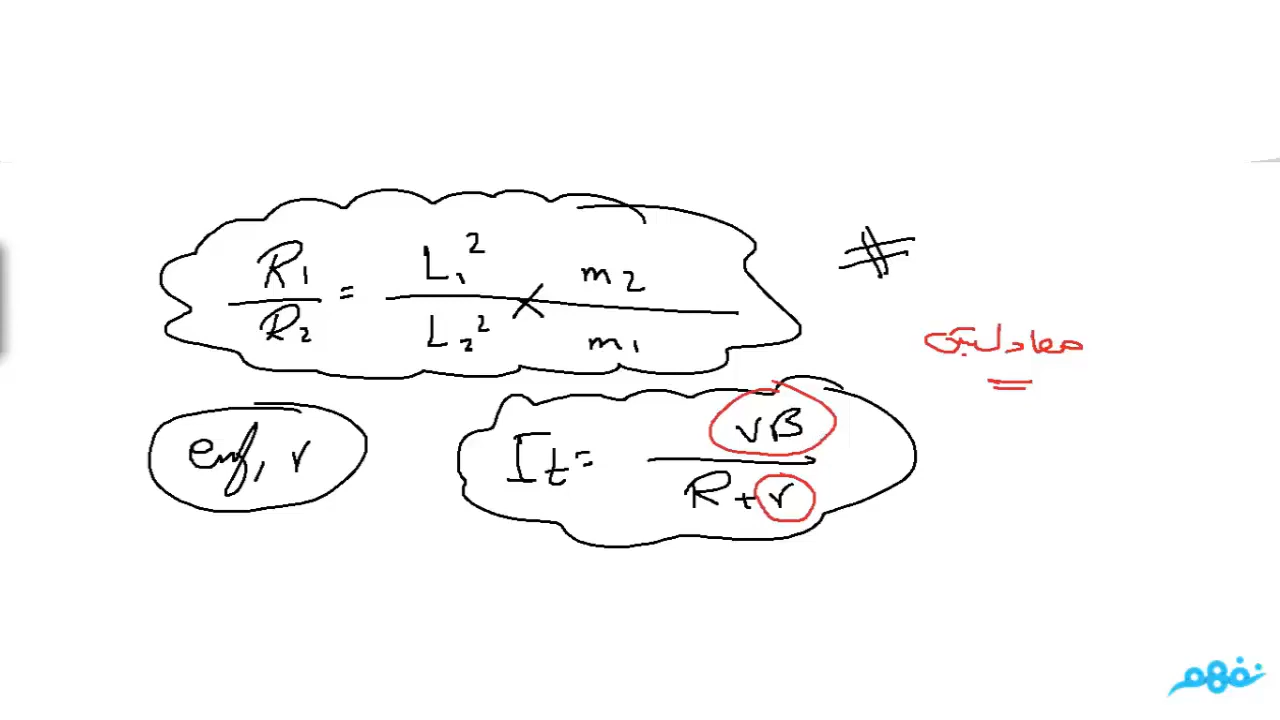 R₁/R₂ = L₁²/L₂² × m₂/m₁
معادلتين
emf, r
It = VB/R+r
نفهم